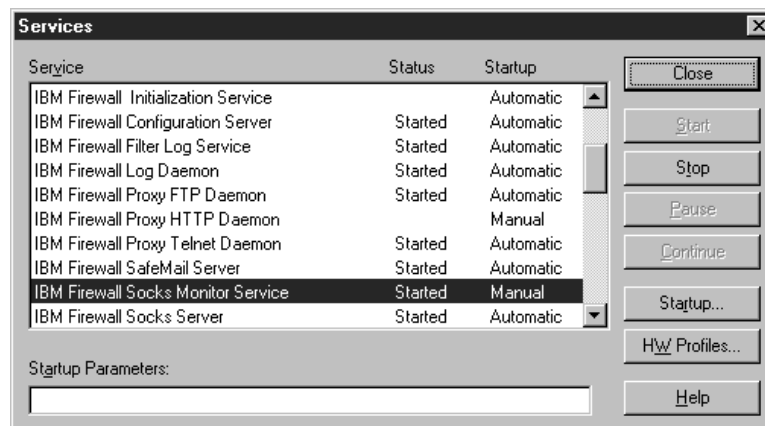 Services
Service Status Startup
IBM Firewall Initialization Service Automatic
IBM Firewall Configuration Server Started Automatic
IBM Firewall Filter Log Service Started Automatic
IBM Firewall Log Daemon Started Automatic
IBM Firewall Proxy FTP Daemon Started Automatic
IBM Firewall Proxy HTTP Daemon Manual
IBM Firewall Proxy Telnet Daemon Started Automatic
IBM Firewall SafeMail Server Started Automatic
IBM Firewall Socks Monitor Service Started Manual
IBM Firewall Socks Server Started Automatic
Startup Parameters:
Close
Start
Stop
Pause
Continue
Startup...
HW Profiles...
Help